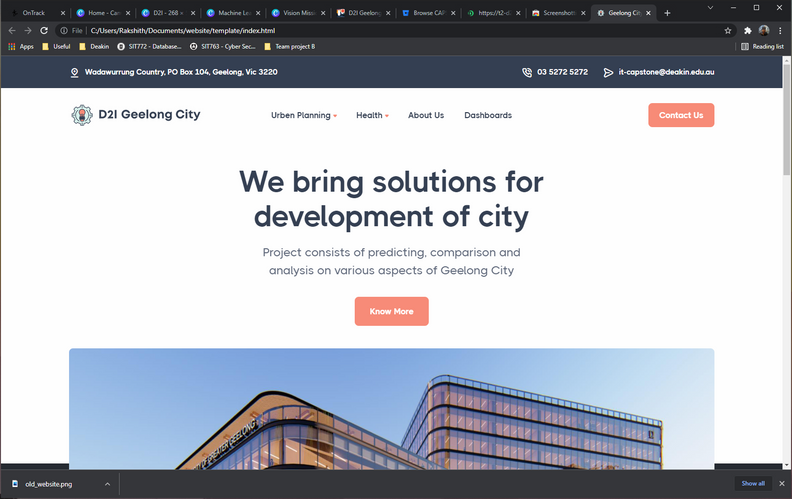 OnTrack
Home - Can
D2I - 268 v
Machine Le
Vision Missi
D2I Geelong
Browse CAP
https://t2-d
Screenshot
Geelong City
File
C:/Users/Rakshith/Documents/website/template/index.html
Apps
Useful
Deakin
SIT772 - Database...
SIT763 - Cyber Sec...
Team project B
Reading list
Wadawurrung Country, PO Box 104, Geelong, Vic 3220
03 5272 5272
it-capstone@deakin.edu.au
D2I Geelong City
Urben Planning
Health
About Us
Dashboards
Contact Us
We bring solutions for
development of city
Project consists of predicting, comparison and
analysis on various aspects of Geelong City
Know More
OF GREATER GEELONG
old_website.png
Show all